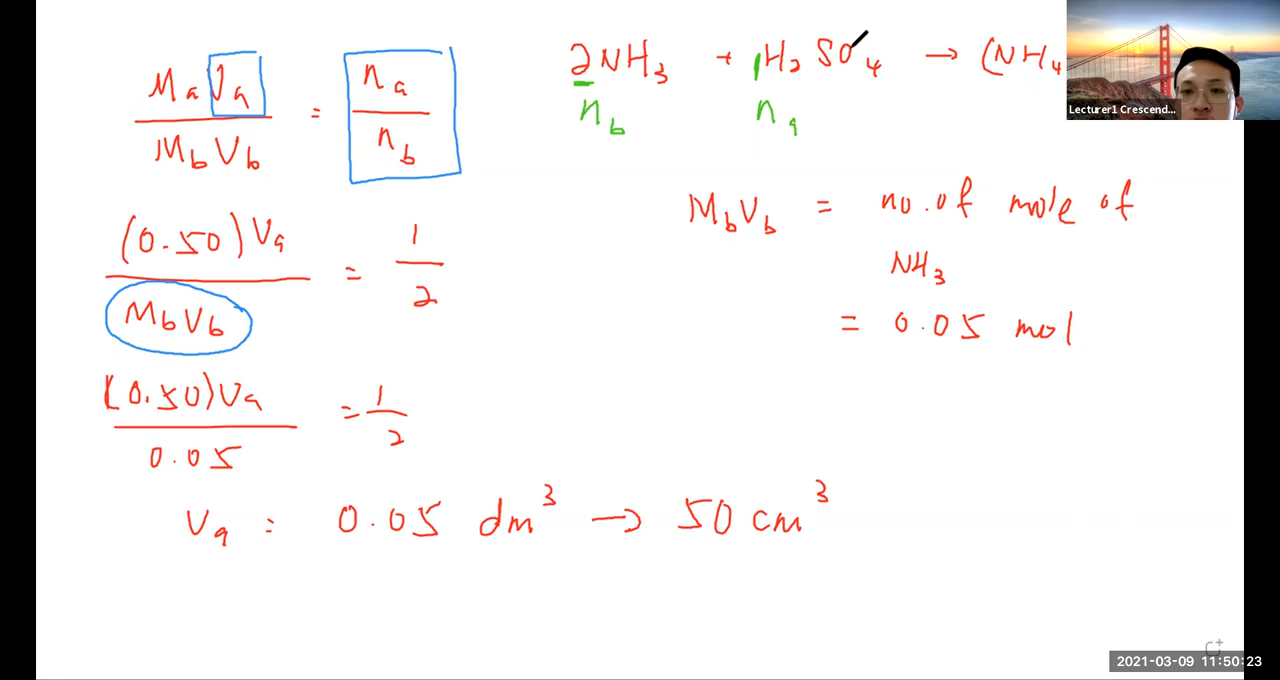 MaVa / MbVb = na / nb
2NH3 + 1H2SO4 → (NH4
nb na
Lecturer1 Crescend...
MbVb = no. of mole of
NH3
= 0.05 mol
(0.50)Va / MbVb = 1 / 2
(0.50)Va / 0.05 = 1 / 2
Va = 0.05 dm3 → 50 cm3
2021-03-09 11:50:23